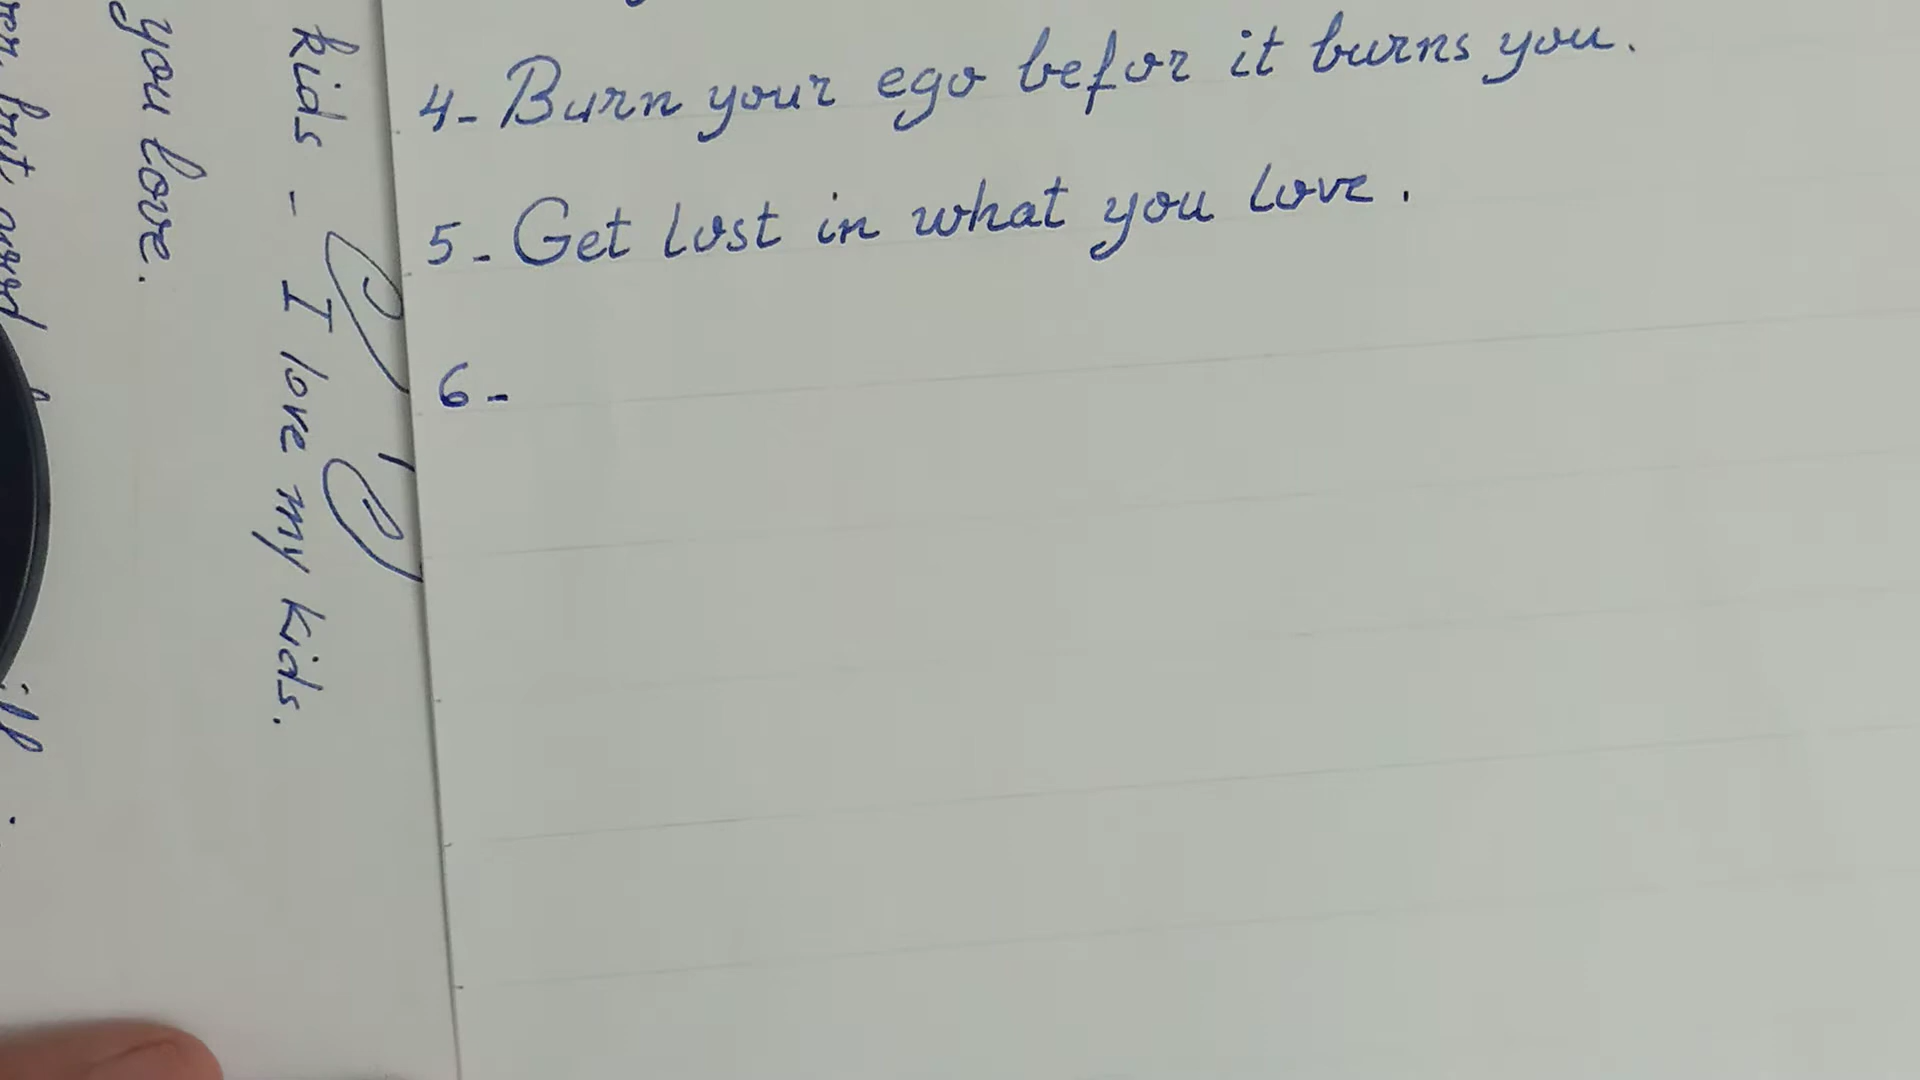 4- Burn your ego befor it burns you.
5- Get lost in what you love.
6-
kids - I love my kids.
you love.